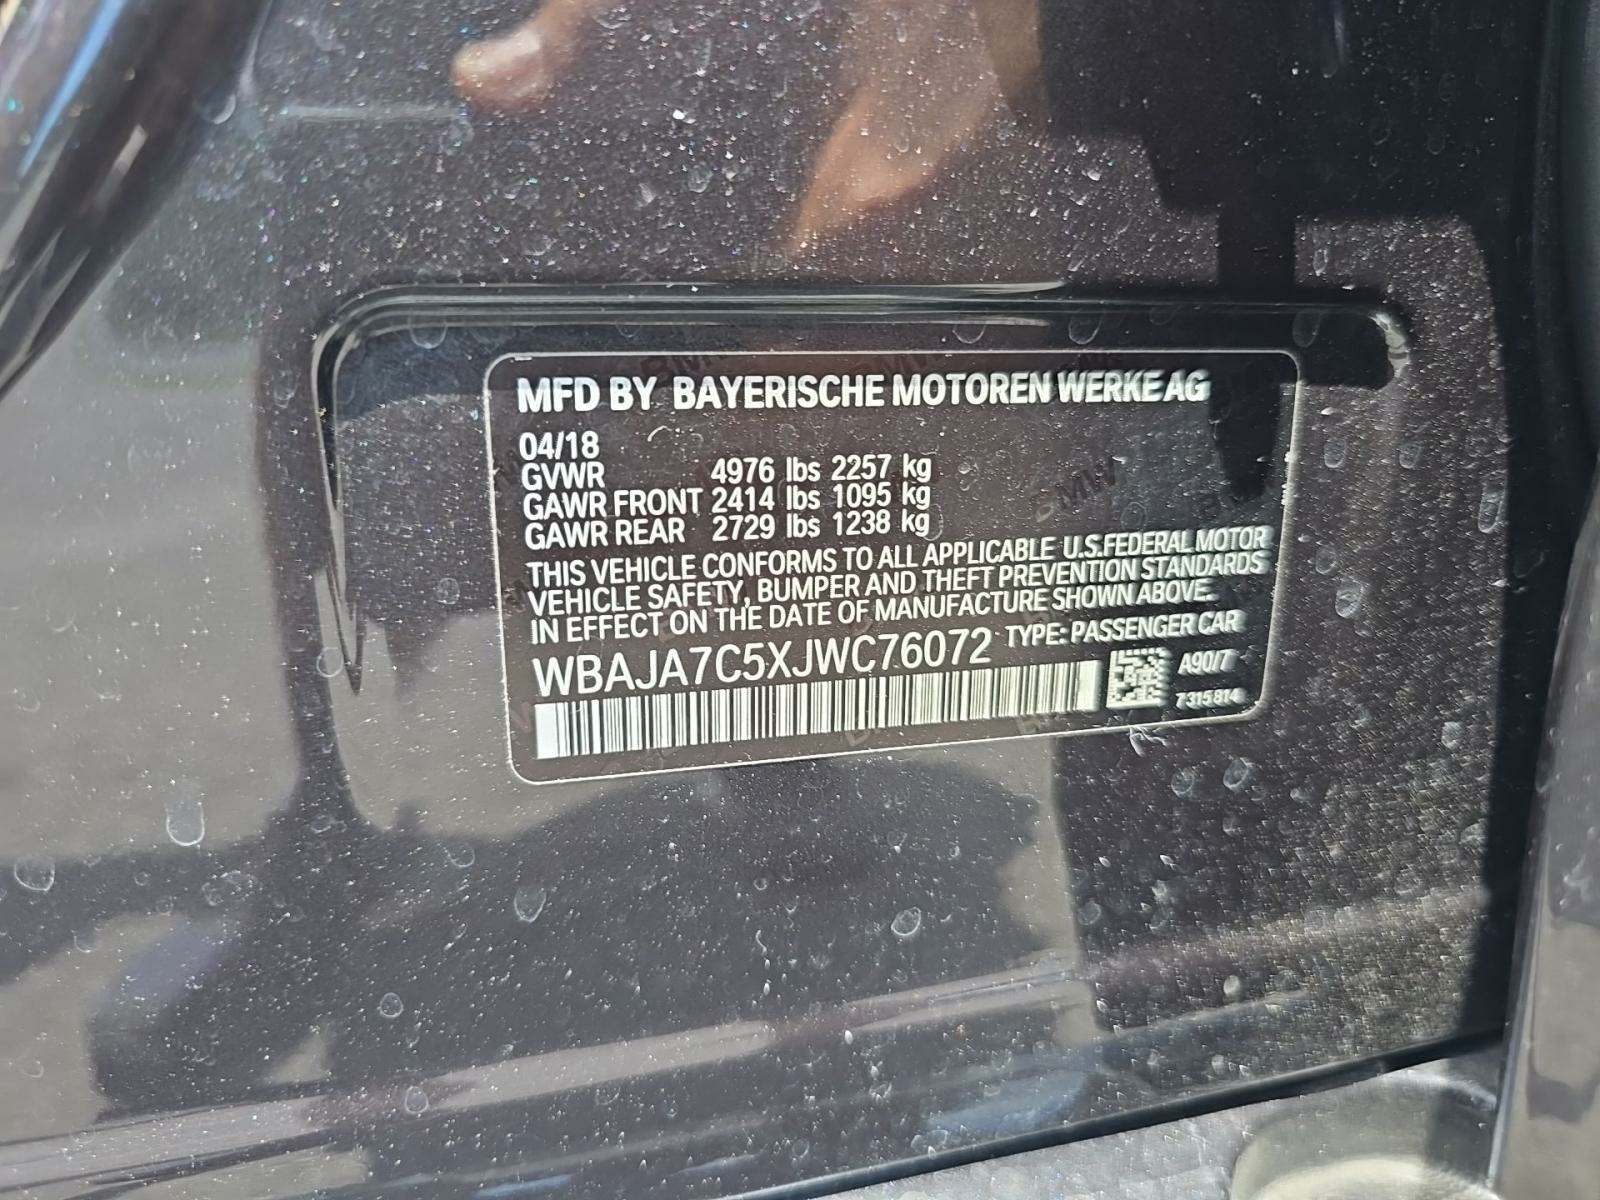 MFD BY BAYERISCHE MOTOREN WERKE AG
04/18
GVWR 4976 lbs 2257 kg
GAWR FRONT 2414 lbs 1095 kg
GAWR REAR 2729 lbs 1238 kg
THIS VEHICLE CONFORMS TO ALL APPLICABLE U.S.FEDERAL MOTOR
VEHICLE SAFETY, BUMPER AND THEFT PREVENTION STANDARDS
IN EFFECT ON THE DATE OF MANUFACTURE SHOWN ABOVE.
WBAJA7C5XJWC76072 TYPE: PASSENGER CAR
A90/7
7 315 814